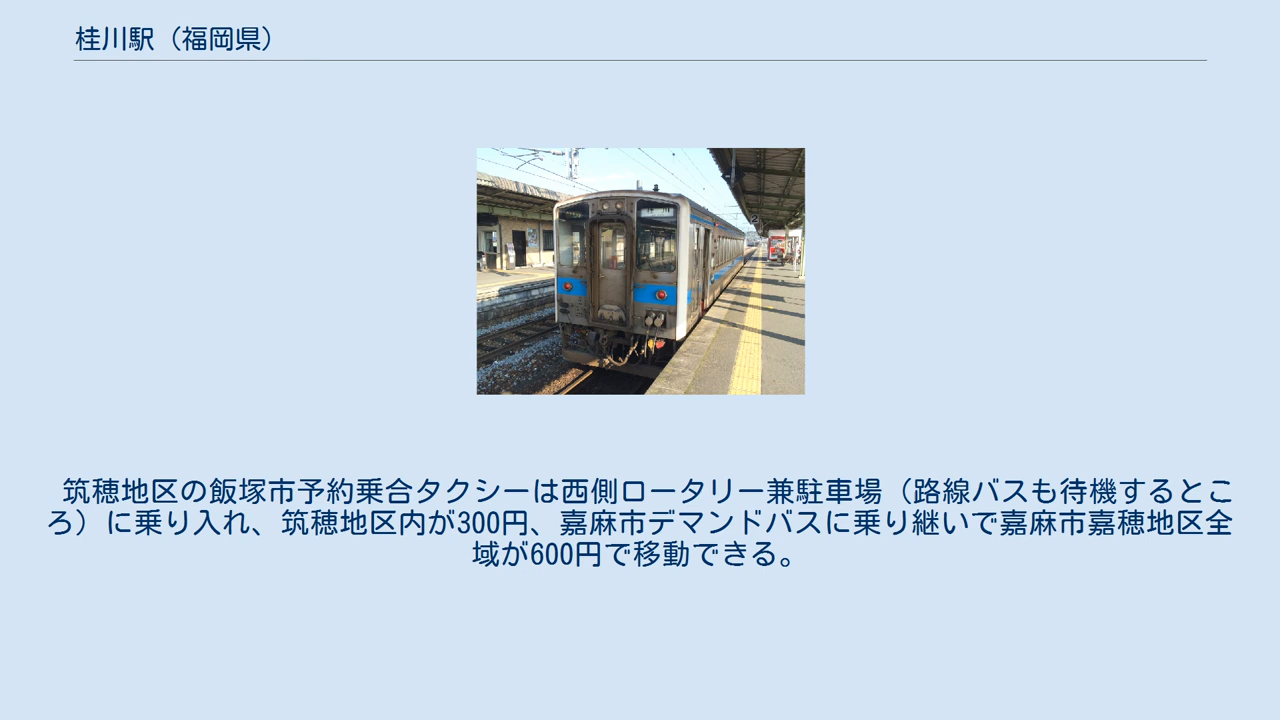 桂川駅（福岡県）
2
筑穂地区の飯塚市予約乗合タクシーは西側ロータリー兼駐車場（路線バスも待機するとこ
ろ）に乗り入れ、筑穂地区内が300円、嘉麻市デマンドバスに乗り継いで嘉麻市嘉穂地区全
域が600円で移動できる。